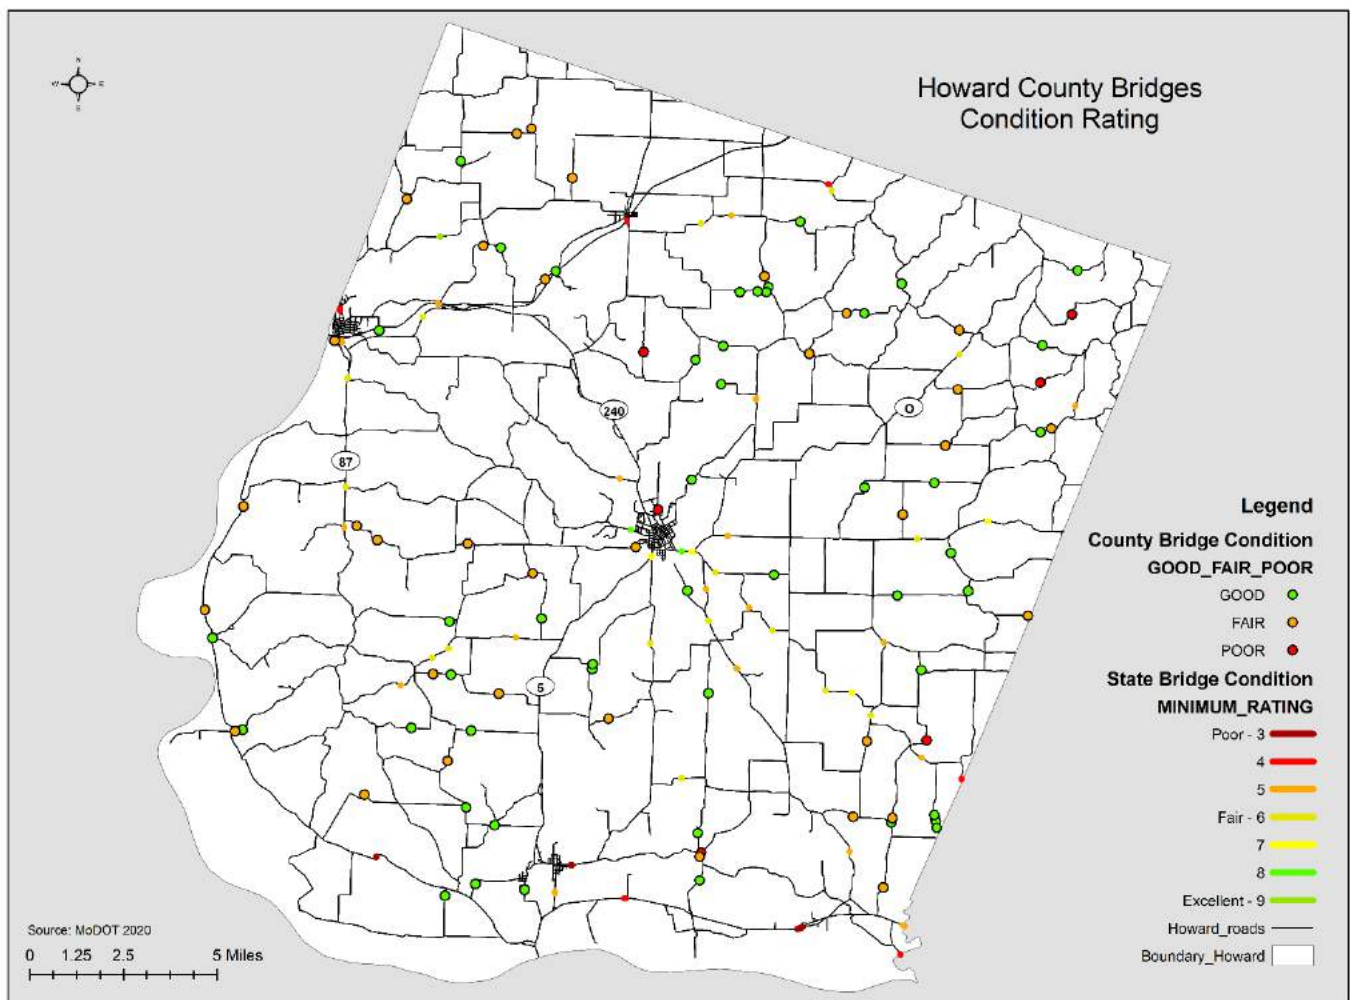 N
W E
S
Howard County Bridges
Condition Rating
240
O
87
5
Legend
County Bridge Condition
GOOD_FAIR_POOR
GOOD
FAIR
POOR
State Bridge Condition
MINIMUM_RATING
Poor - 3
4
5
Fair - 6
7
8
Excellent - 9
Howard_roads
Boundary_Howard
Source: MoDOT 2020
0 1.25 2.5 5 Miles